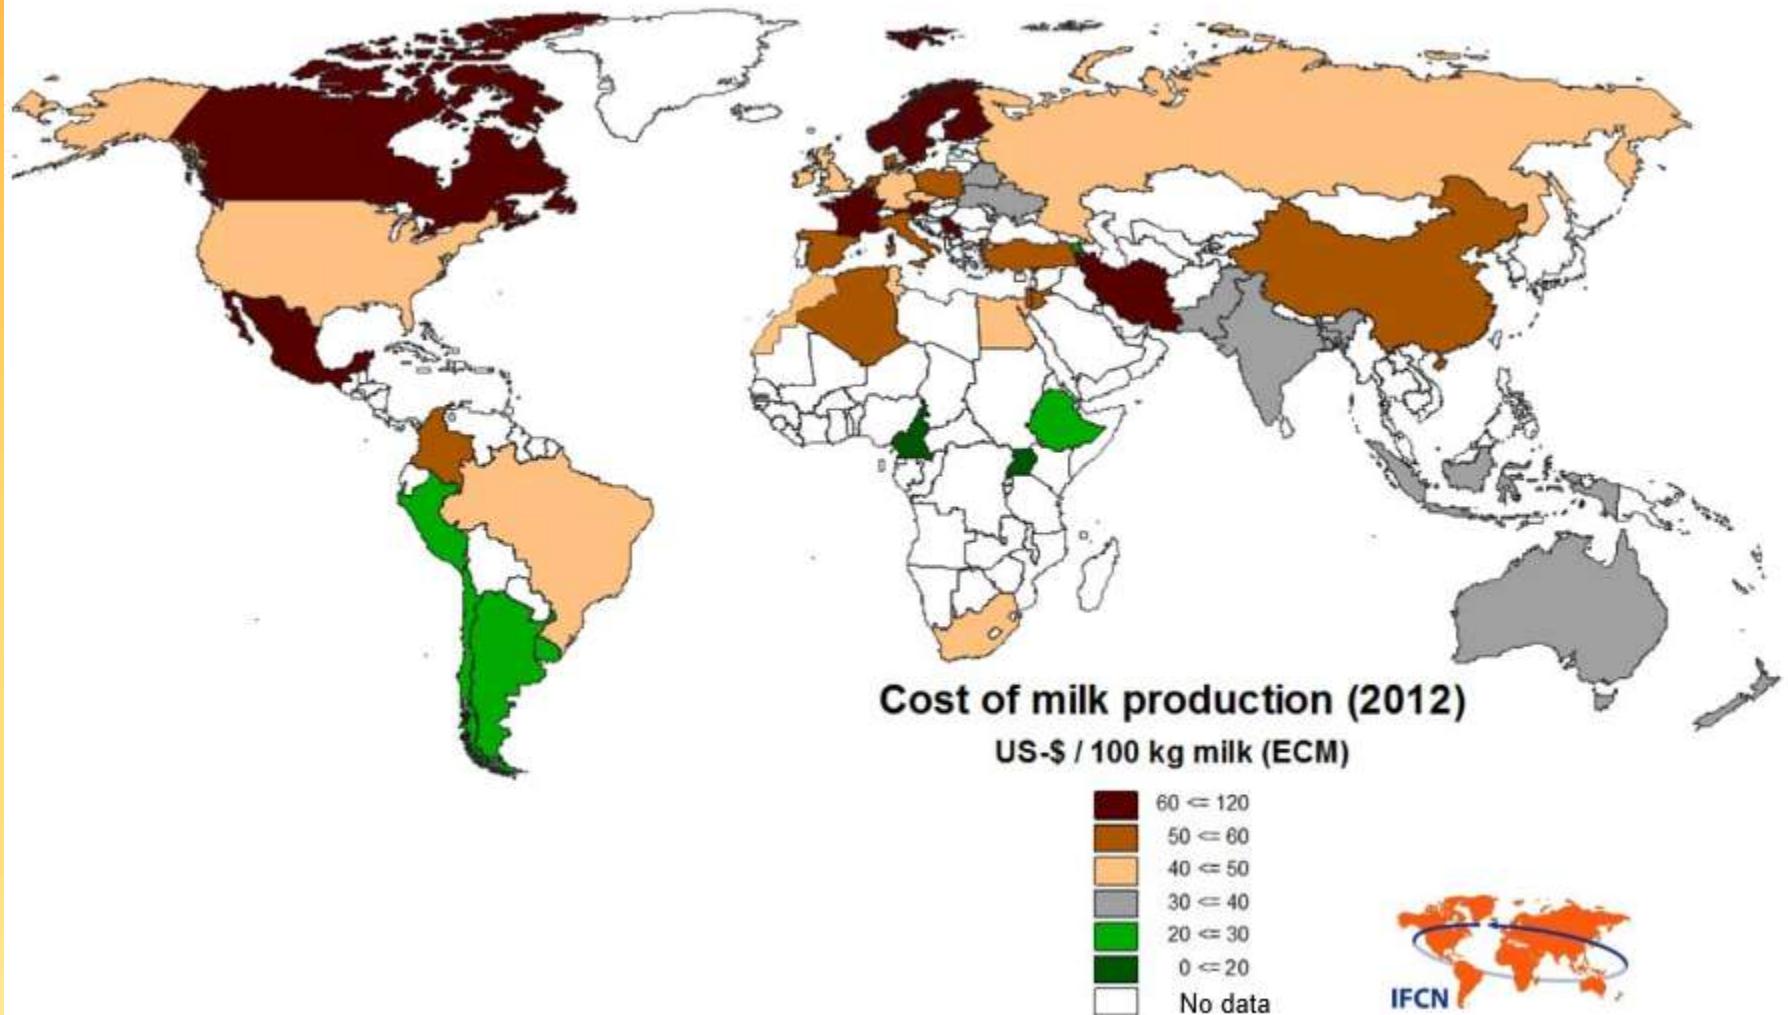 Cost of milk production (2012)
US-$ / 100 kg milk (ECM)
60 <= 120
50 <= 60
40 <= 50
30 <= 40
20 <= 30
0 <= 20
No data
IFCN